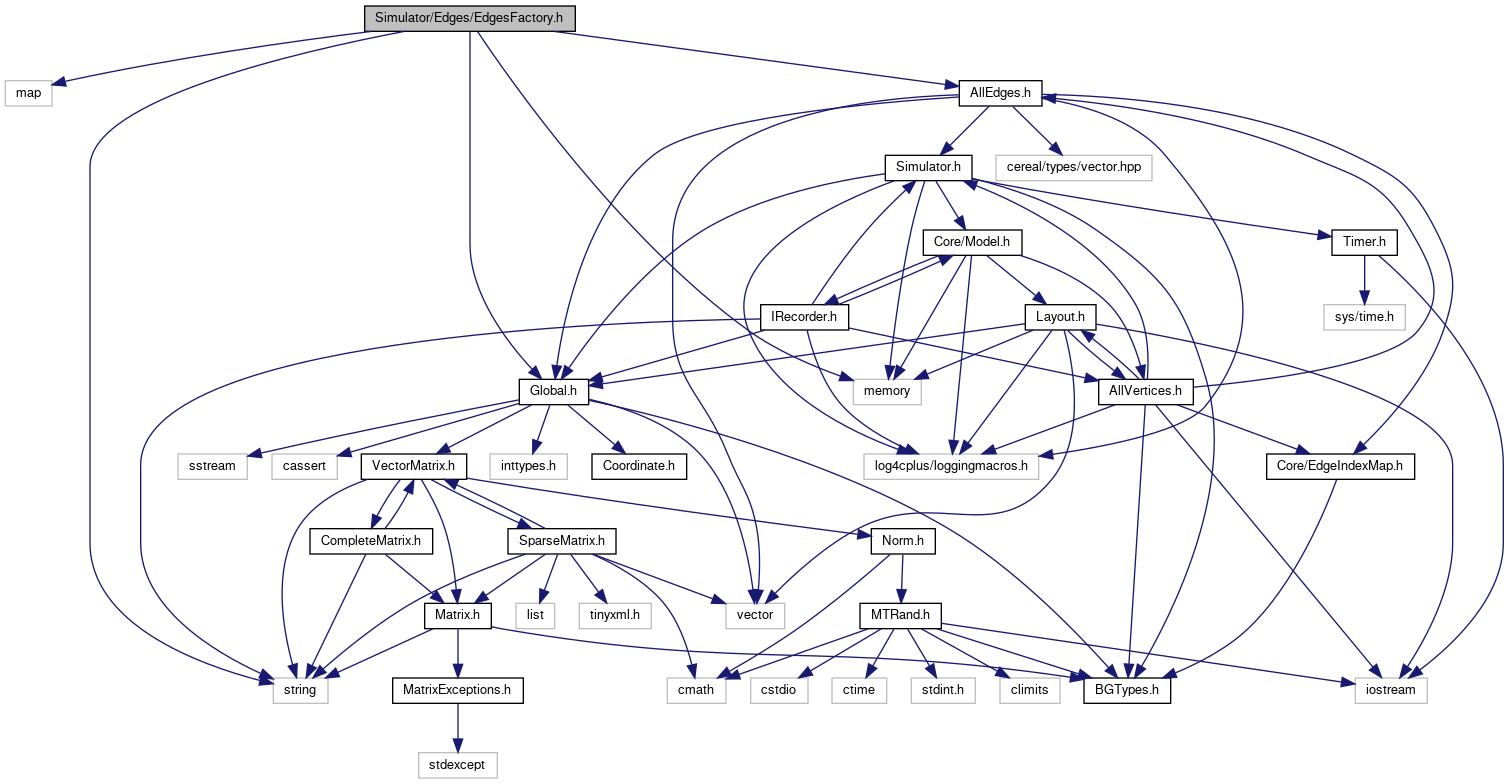 Simulator/Edges/EdgesFactory.h
map
AllEdges.h
Simulator.h
cereal/types/vector.hpp
Core/Model.h
Timer.h
IRecorder.h
Layout.h
sys/time.h
Global.h
memory
AllVertices.h
sstream
cassert
VectorMatrix.h
inttypes.h
Coordinate.h
log4cplus/loggingmacros.h
Core/EdgeIndexMap.h
CompleteMatrix.h
SparseMatrix.h
Norm.h
Matrix.h
list
tinyxml.h
vector
MTRand.h
string
MatrixExceptions.h
cmath
cstdio
ctime
stdint.h
climits
BGTypes.h
iostream
stdexcept